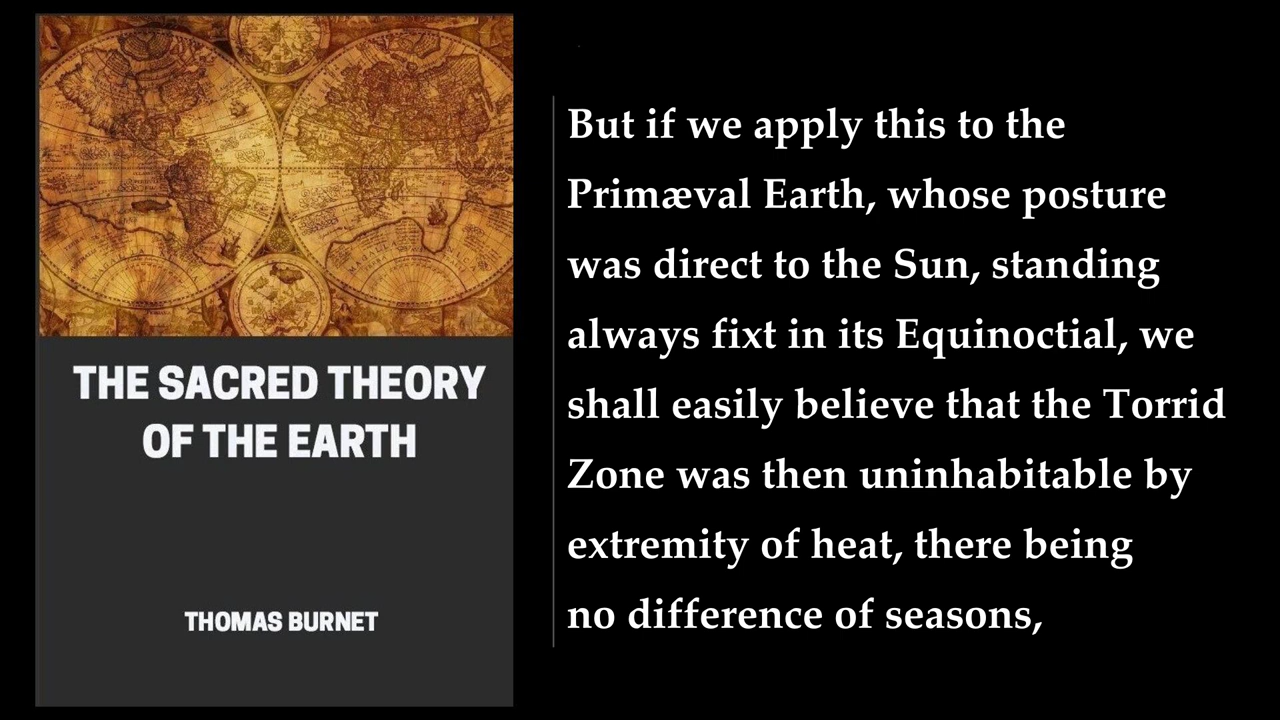 THE SACRED THEORY
OF THE EARTH
THOMAS BURNET
But if we apply this to the
Primæval Earth, whose posture
was direct to the Sun, standing
always fixt in its Equinoctial, we
shall easily believe that the Torrid
Zone was then uninhabitable by
extremity of heat, there being
no difference of seasons,